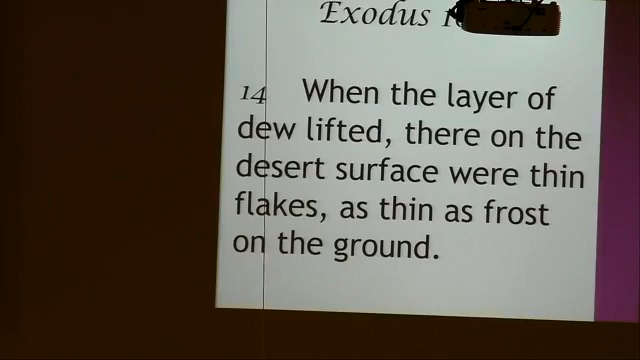 Exodus
14 When the layer of
dew lifted, there on the
desert surface were thin
flakes, as thin as frost
on the ground.